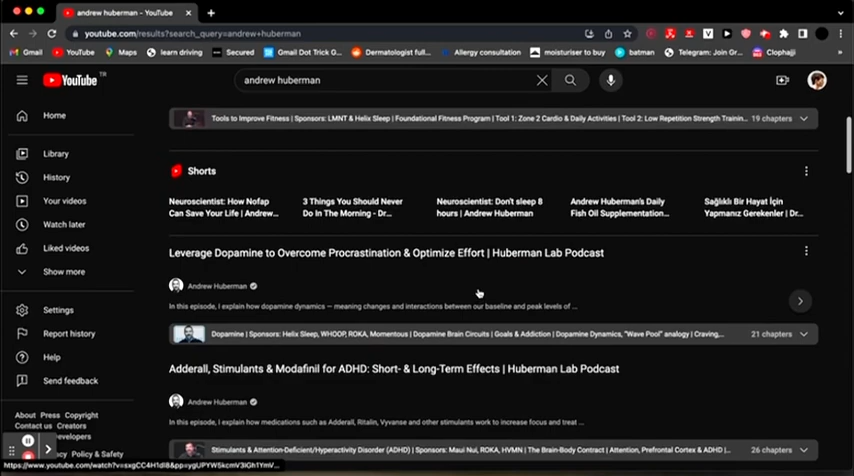 andrew huberman - YouTube
youtube.com/results?search_query=andrew+huberman
Gmail
YouTube
Maps
learn driving
Secured
Gmail Dot Trick G...
Dermatologist full...
Allergy consultation
moisturiser to buy
batman
Telegram: Join Gr...
Clophajji
YouTube TR
andrew huberman
Home
Library
History
Your videos
Watch later
Liked videos
Show more
Settings
Report history
Help
Send feedback
About Press Copyright
Contact us Creators
Developers
Policy & Safety
Tools to Improve Fitness | Sponsors: LMNT & Helix Sleep | Foundational Fitness Program | Tool 1: Zone 2 Cardio & Daily Activities | Tool 2: Low Repetition Strength Trainin...
19 chapters
Shorts
Neuroscientist: How Nofap
Can Save Your Life | Andrew...
3 Things You Should Never
Do In The Morning - Dr...
Neuroscientist: Don't sleep 8
hours | Andrew Huberman
Andrew Huberman's Daily
Fish Oil Supplementation...
Sağlıklı Bir Hayat İçin
Yapmanız Gerekenler | Dr...
Leverage Dopamine to Overcome Procrastination & Optimize Effort | Huberman Lab Podcast
Andrew Huberman
In this episode, I explain how dopamine dynamics — meaning changes and interactions between our baseline and peak levels of ...
Dopamine | Sponsors: Helix Sleep, WHOOP, ROKA, Momentous | Dopamine Brain Circuits | Goals & Addiction | Dopamine Dynamics, "Wave Pool" analogy | Craving,...
21 chapters
Adderall, Stimulants & Modafinil for ADHD: Short- & Long-Term Effects | Huberman Lab Podcast
Andrew Huberman
In this episode, I explain how medications such as Adderall, Ritalin, Vyvanse and other stimulants work to increase focus and treat ...
Stimulants & Attention-Deficit/Hyperactivity Disorder (ADHD) | Sponsors: Maui Nui, ROKA, HVMN | The Brain-Body Contract | Attention, Prefrontal Cortex & ADHD |...
26 chapters